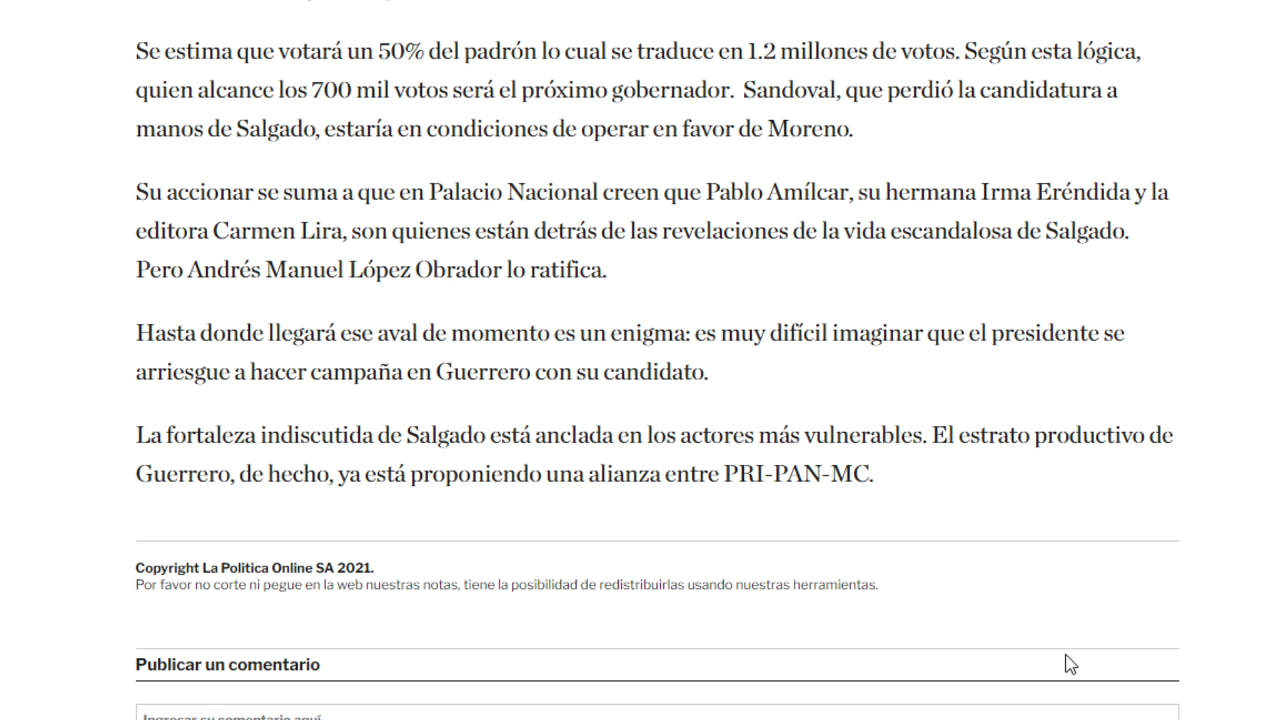 Se estima que votará un 50% del padrón lo cual se traduce en 1.2 millones de votos. Según esta lógica,
quien alcance los 700 mil votos será el próximo gobernador. Sandoval, que perdió la candidatura a
manos de Salgado, estaría en condiciones de operar en favor de Moreno.
Su accionar se suma a que en Palacio Nacional creen que Pablo Amílcar, su hermana Irma Eréndida y la
editora Carmen Lira, son quienes están detrás de las revelaciones de la vida escandalosa de Salgado.
Pero Andrés Manuel López Obrador lo ratifica.
Hasta donde llegará ese aval de momento es un enigma: es muy difícil imaginar que el presidente se
arriesgue a hacer campaña en Guerrero con su candidato.
La fortaleza indiscutida de Salgado está anclada en los actores más vulnerables. El estrato productivo de
Guerrero, de hecho, ya está proponiendo una alianza entre PRI-PAN-MC.
Copyright La Politica Online SA 2021.
Por favor no corte ni pegue en la web nuestras notas, tiene la posibilidad de redistribuirlas usando nuestras herramientas.
Publicar un comentario
Ingresar su comentario aquí